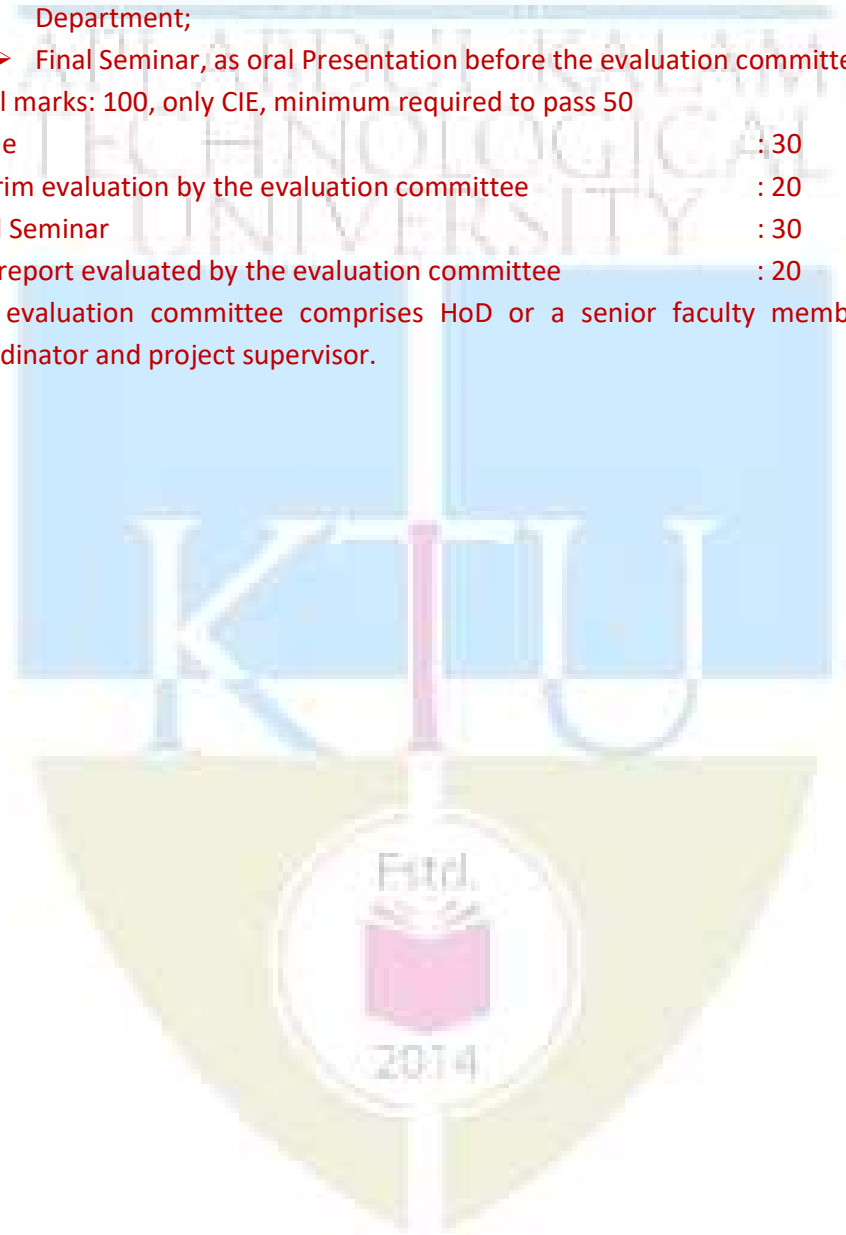 Department;
➢ Final Seminar, as oral Presentation before the evaluation committe
l marks: 100, only CIE, minimum required to pass 50
e : 30
rim evaluation by the evaluation committee : 20
l Seminar : 30
report evaluated by the evaluation committee : 20
evaluation committee comprises HoD or a senior faculty memb
dinator and project supervisor.
ABDUL KALAM
TECHNOLOGICAL
UNIVERSITY
KTU
Estd.
2014